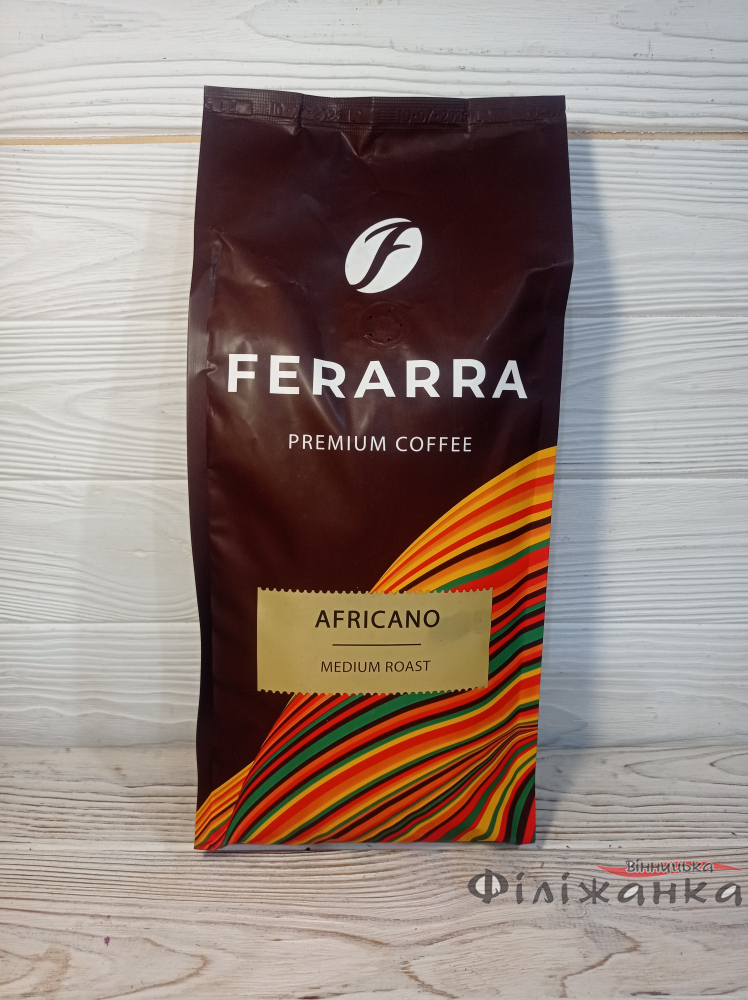 FERARRA
PREMIUM COFFEE
AFRICANO
MEDIUM ROAST
Вінницька
Філіжанка